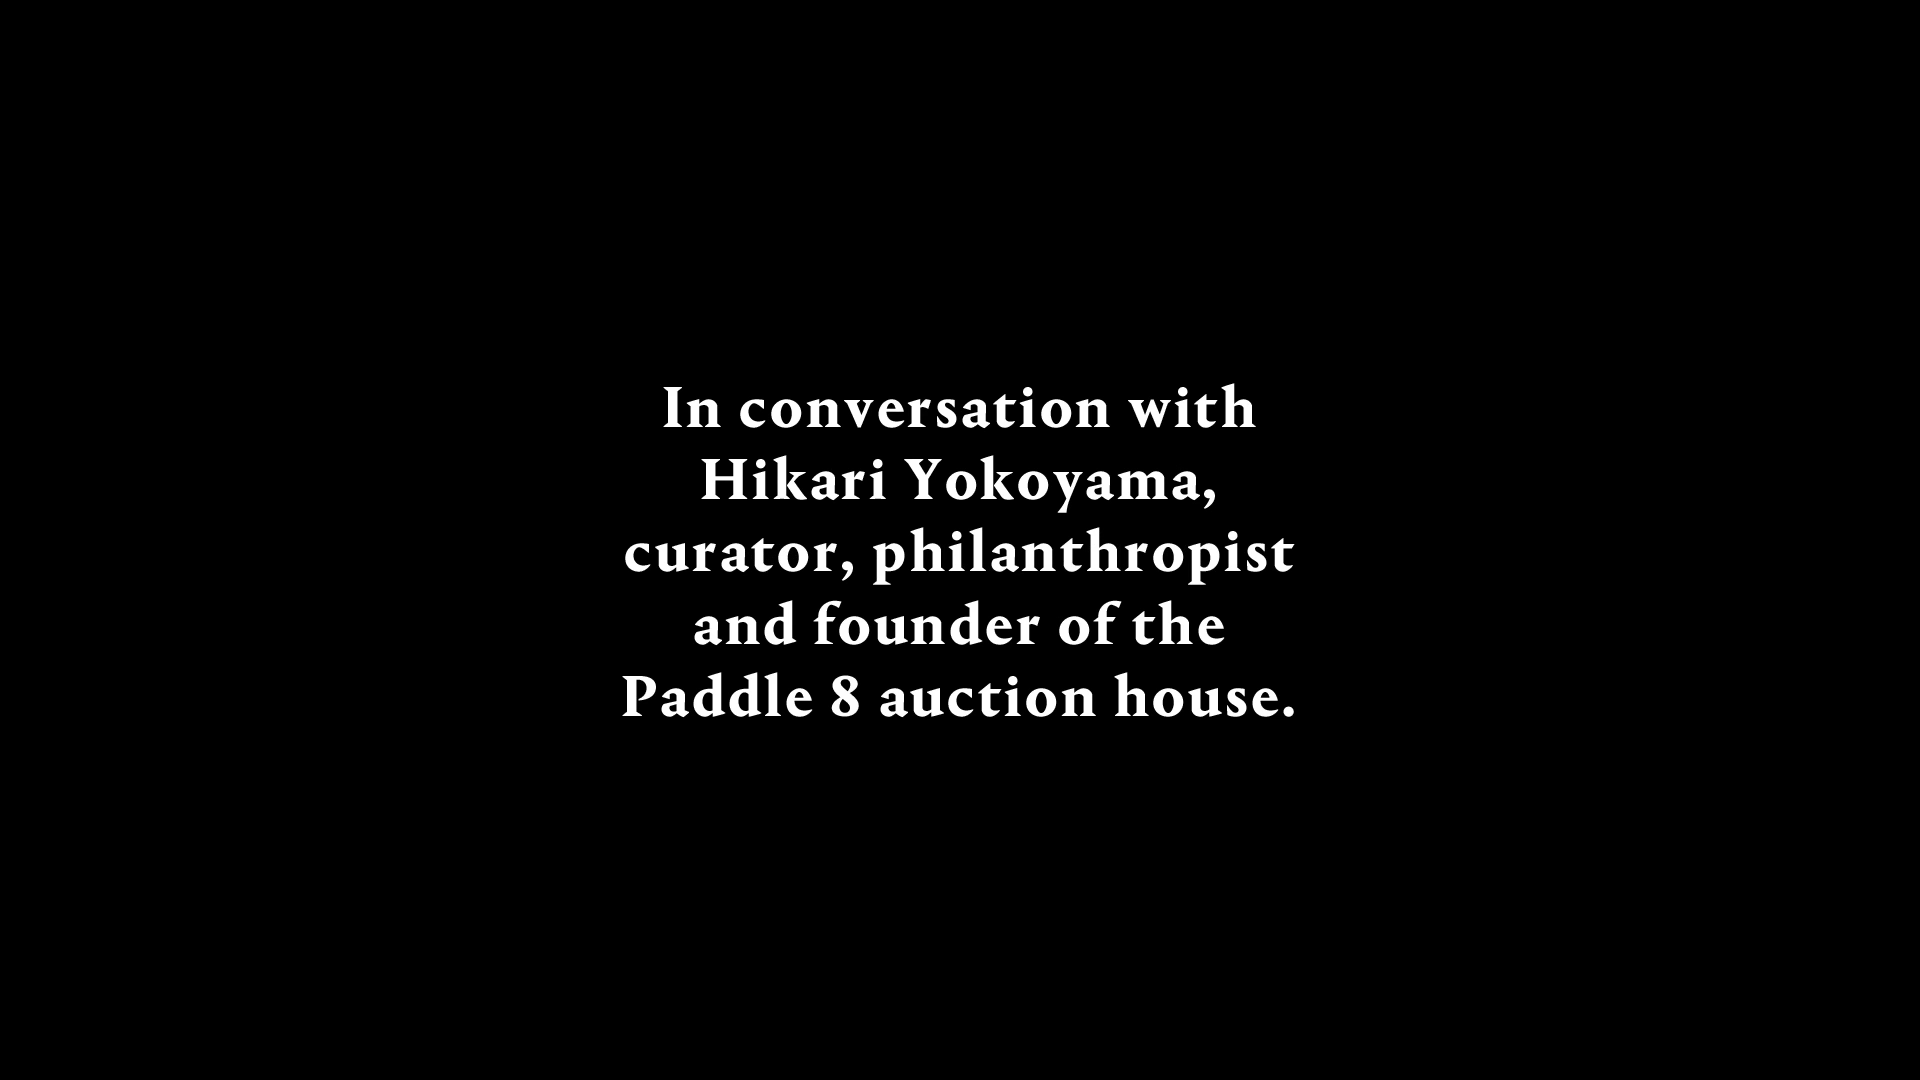 In conversation with
Hikari Yokoyama,
curator, philanthropist
and founder of the
Paddle 8 auction house.